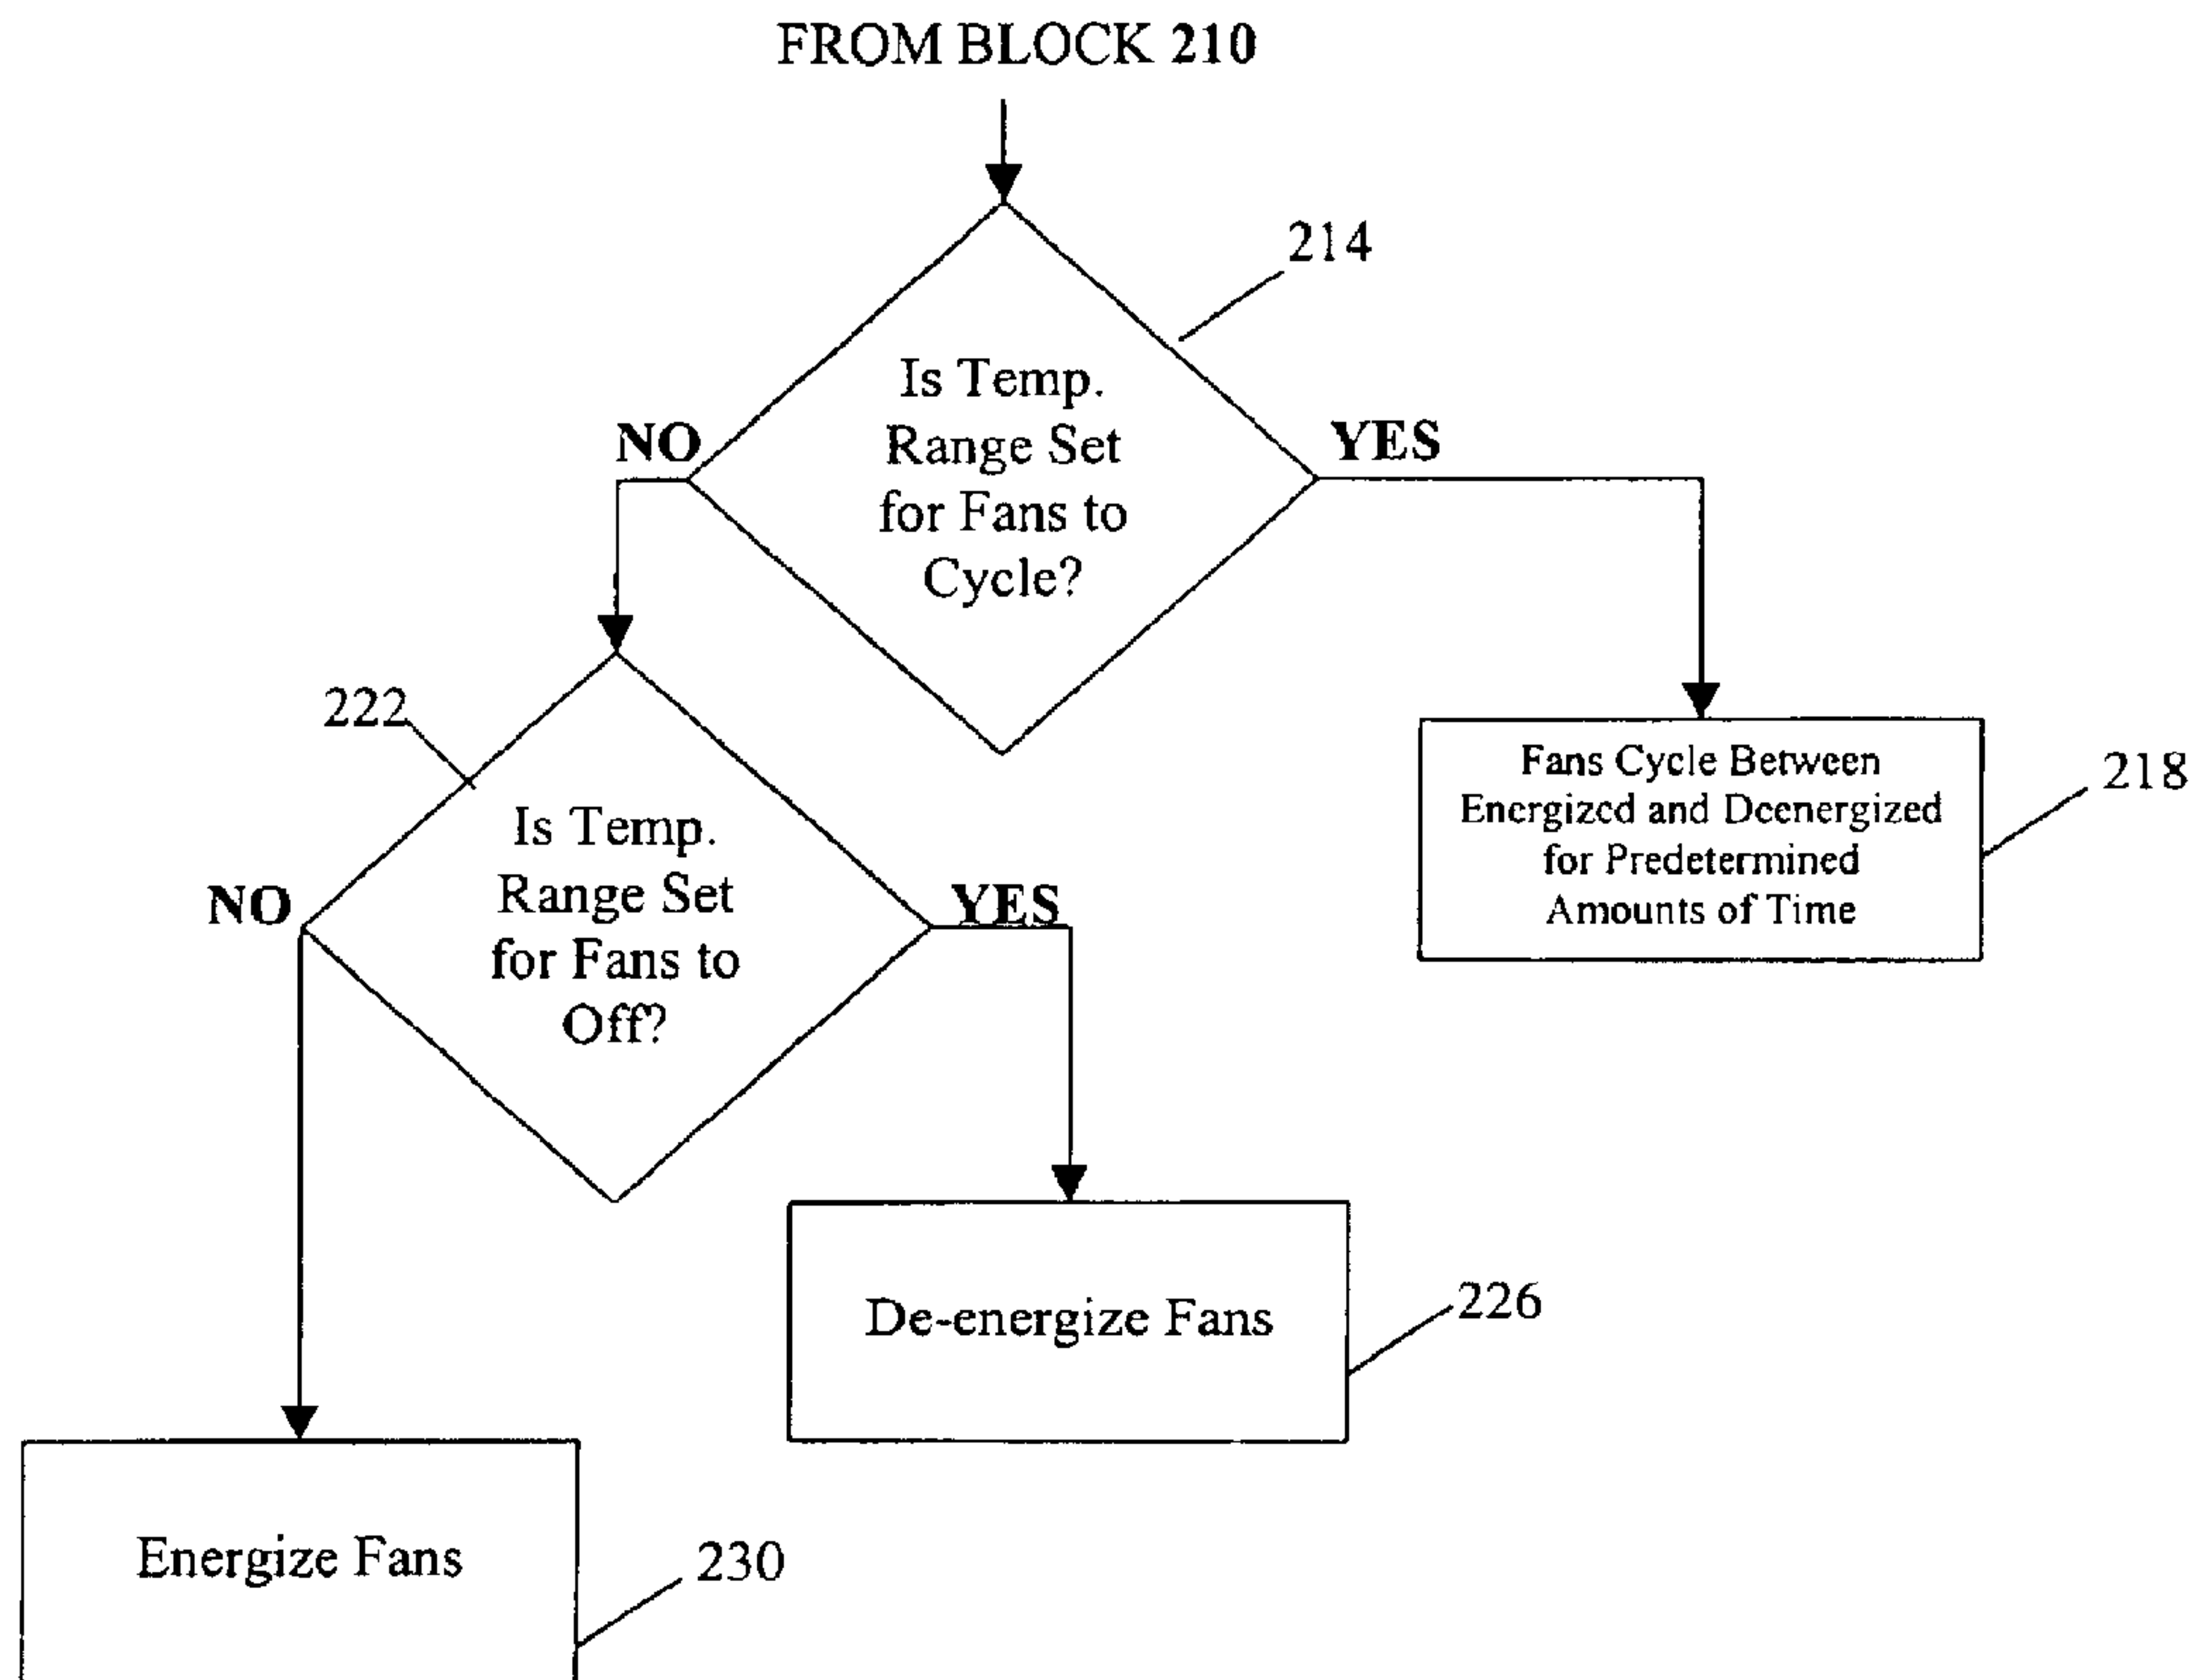 FROM BLOCK 210
214
Is Temp.
Range Set
for Fans to
Cycle?
NO
YES
222
Is Temp.
Range Set
for Fans to
Off?
NO
YES
Fans Cycle Between
Energized and Deenergized
for Predetermined
Amounts of Time
218
De-energize Fans
226
Energize Fans
230